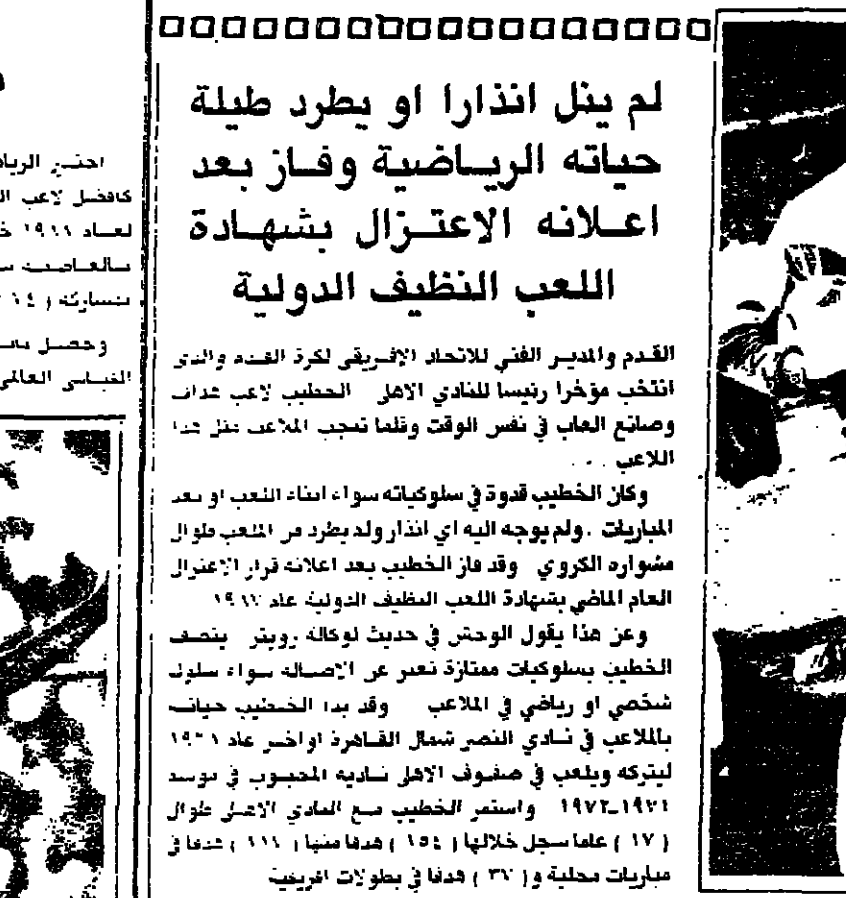 لم ينل انذارا او يطرد طيلة
حياته الرياضية وفاز بعد
اعلانه الاعتزال بشهادة
اللعب النظيف الدولية
القدم والمدير الفني للاتحاد الإفريقي لكرة القدم والذي
انتخب مؤخرا رئيسا للنادي الاهلي الخطيب لاعب هداف
وصانع العاب في نفس الوقت وقلما تنجب الملاعب مثل هذا
اللاعب . . .
وكان الخطيب قدوة في سلوكياته سواء اثناء اللعب او بعد
المباريات . ولم يوجه اليه اي انذار ولم يطرد من الملعب طوال
مشواره الكروي وقد فاز الخطيب بعد اعلانه قرار الاعتزال
العام الماضي بشهادة اللعب النظيف الدولية عام
وعن هذا يقول الوحش في حديث لوكالة رويتر يتصف
الخطيب بسلوكيات ممتازة تعبر عن الاصالة سواء سلوك
شخصي او رياضي في الملاعب وقد بدا الخطيب حياته
بالملاعب في نادي النصر شمال القاهرة اواخر عام
ليتركه ويلعب في صفوف الاهلي ناديه المحبوب في موسم
١٩٧١ـ١٩٧٢ واستمر الخطيب مع النادي الاهلي طوال
( ١٧ ) عاما سجل خلالها ( ١٥٤ ) هدفا منها ( ) هدفا في
مباريات محلية و ( ٣٧ ) هدفا في بطولات افريقية
كافضل لاعب
وحصل